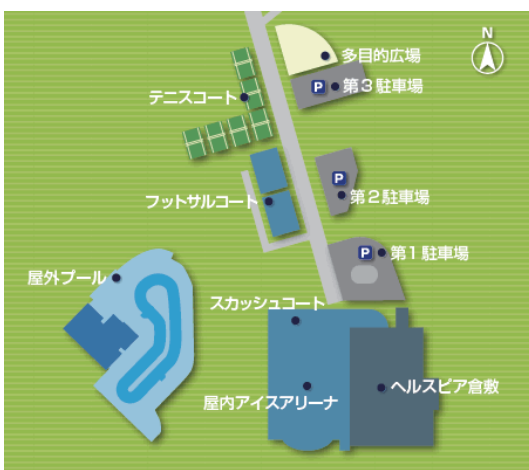 N
多目的広場
P
第3駐車場
テニスコート
P
第2駐車場
フットサルコート
P
第1駐車場
屋外プール
スカッシュコート
屋内アイスアリーナ
ヘルスピア倉敷